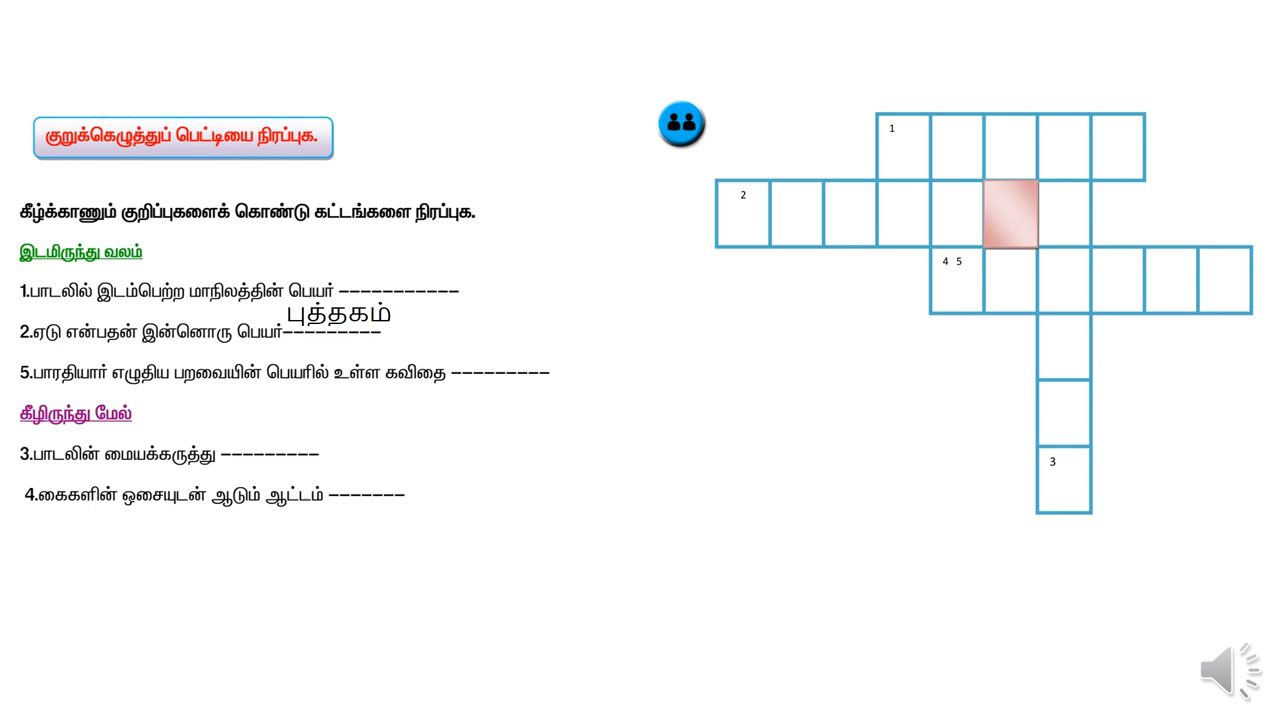 குறுக்கெழுத்துப் பெட்டியை நிரப்புக.
கீழ்க்காணும் குறிப்புகளைக் கொண்டு கட்டங்களை நிரப்புக.
இடமிருந்து வலம்
1.பாடலில் இடம்பெற்ற மாநிலத்தின் பெயர் −−−−−−−−−−−
புத்தகம்
2.ஏடு என்பதன் இன்னொரு பெயர்−−−−−−−−−
5.பாரதியார் எழுதிய பறவையின் பெயரில் உள்ள கவிதை −−−−−−−−−
கீழிருந்து மேல்
3.பாடலின் மையக்கருத்து −−−−−−−−−
4.கைகளின் ஒசையுடன் ஆடும் ஆட்டம் −−−−−−−
1
2
4 5
3